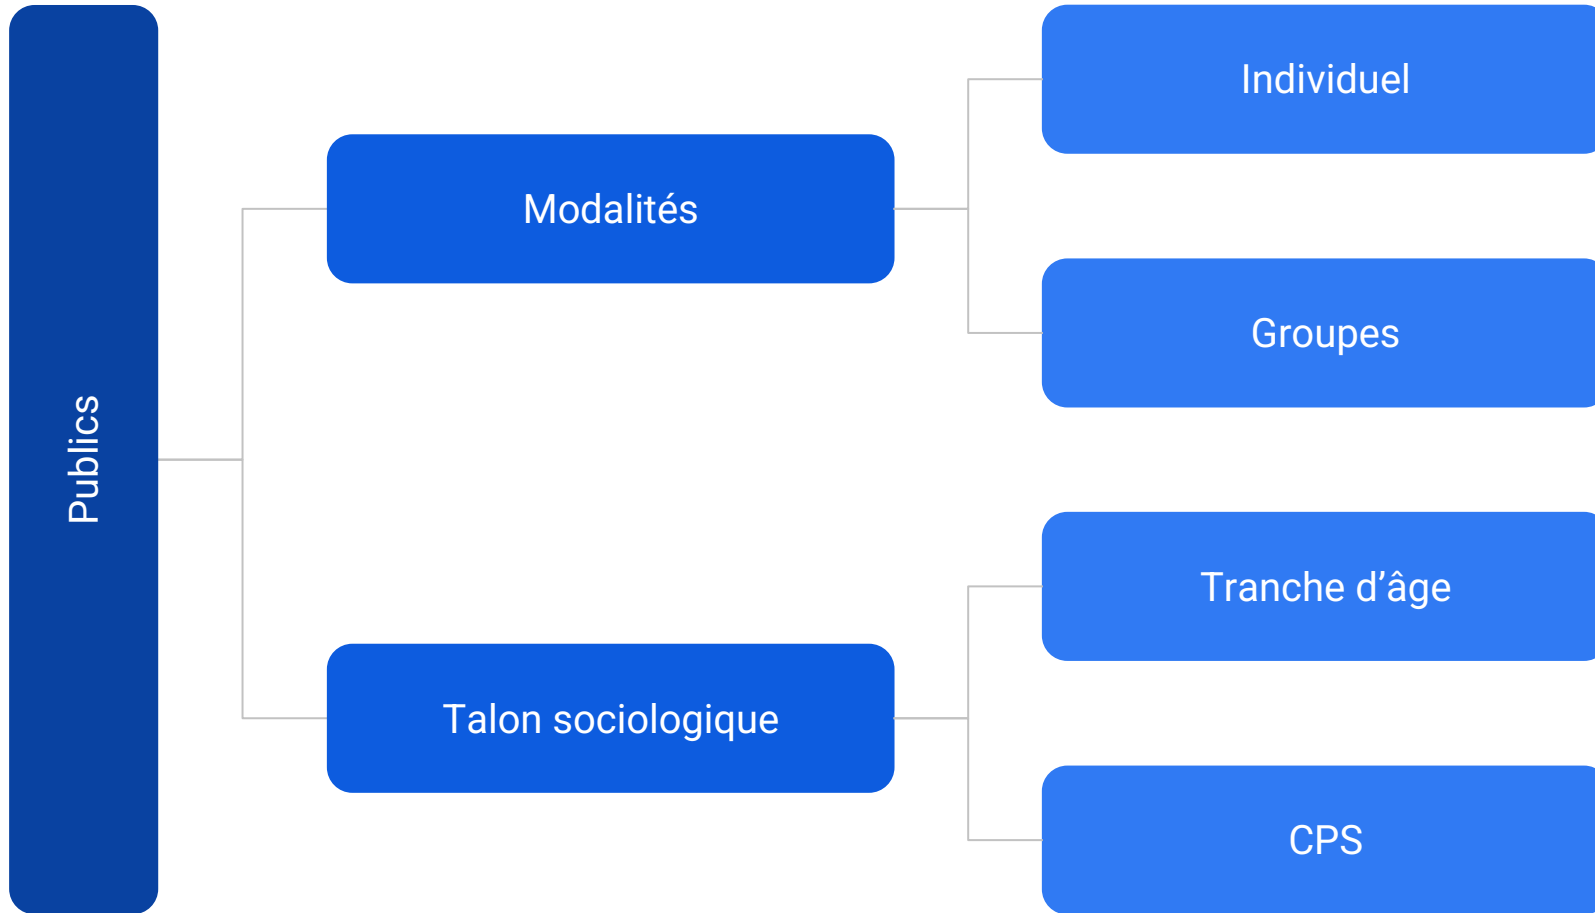 Publics
Modalités
Individuel
Groupes
Talon sociologique
Tranche d’âge
CPS